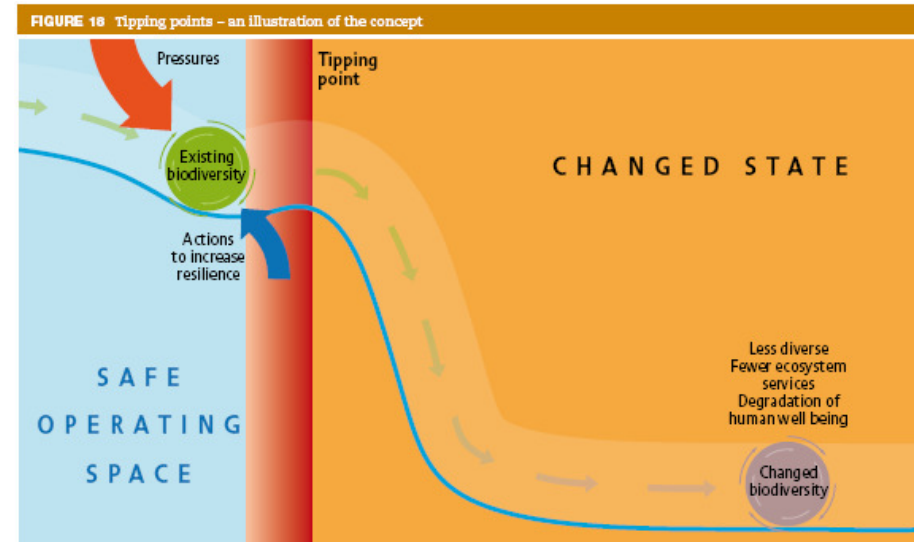 FIGURE 16 Tipping points – an illustration of the concept
Pressures
Tipping
point
Existing
biodiversity
CHANGED STATE
Actions
to increase
resilience
SAFE
OPERATING
SPACE
Less diverse
Fewer ecosystem
services
Degradation of
human well being
Changed
biodiversity